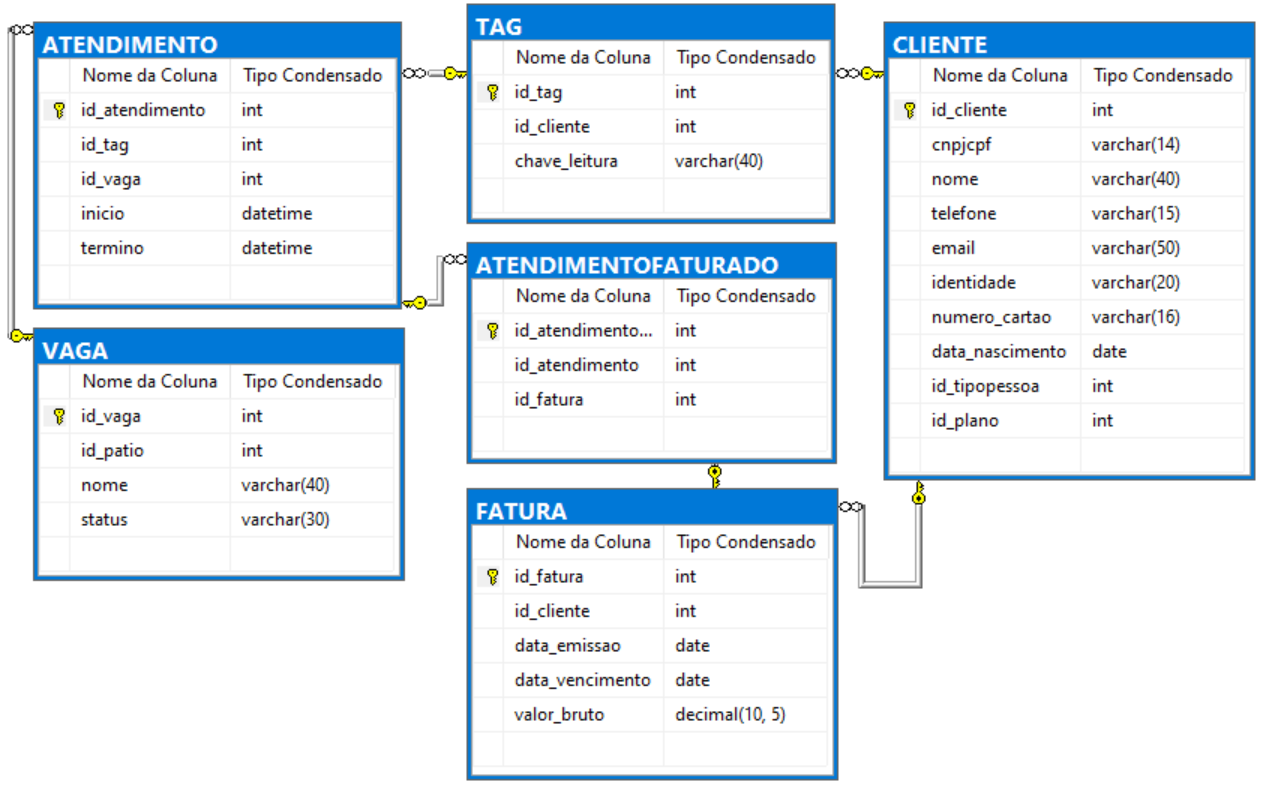 ATENDIMENTO
Nome da Coluna Tipo Condensado
id_atendimento int
id_tag int
id_vaga int
inicio datetime
termino datetime
TAG
Nome da Coluna Tipo Condensado
id_tag int
id_cliente int
chave_leitura varchar(40)
CLIENTE
Nome da Coluna Tipo Condensado
id_cliente int
cnpjcpf varchar(14)
nome varchar(40)
telefone varchar(15)
email varchar(50)
identidade varchar(20)
numero_cartao varchar(16)
data_nascimento date
id_tipopessoa int
id_plano int
ATENDIMENTOFATURADO
Nome da Coluna Tipo Condensado
id_atendimento... int
id_atendimento int
id_fatura int
VAGA
Nome da Coluna Tipo Condensado
id_vaga int
id_patio int
nome varchar(40)
status varchar(30)
FATURA
Nome da Coluna Tipo Condensado
id_fatura int
id_cliente int
data_emissao date
data_vencimento date
valor_bruto decimal(10, 5)